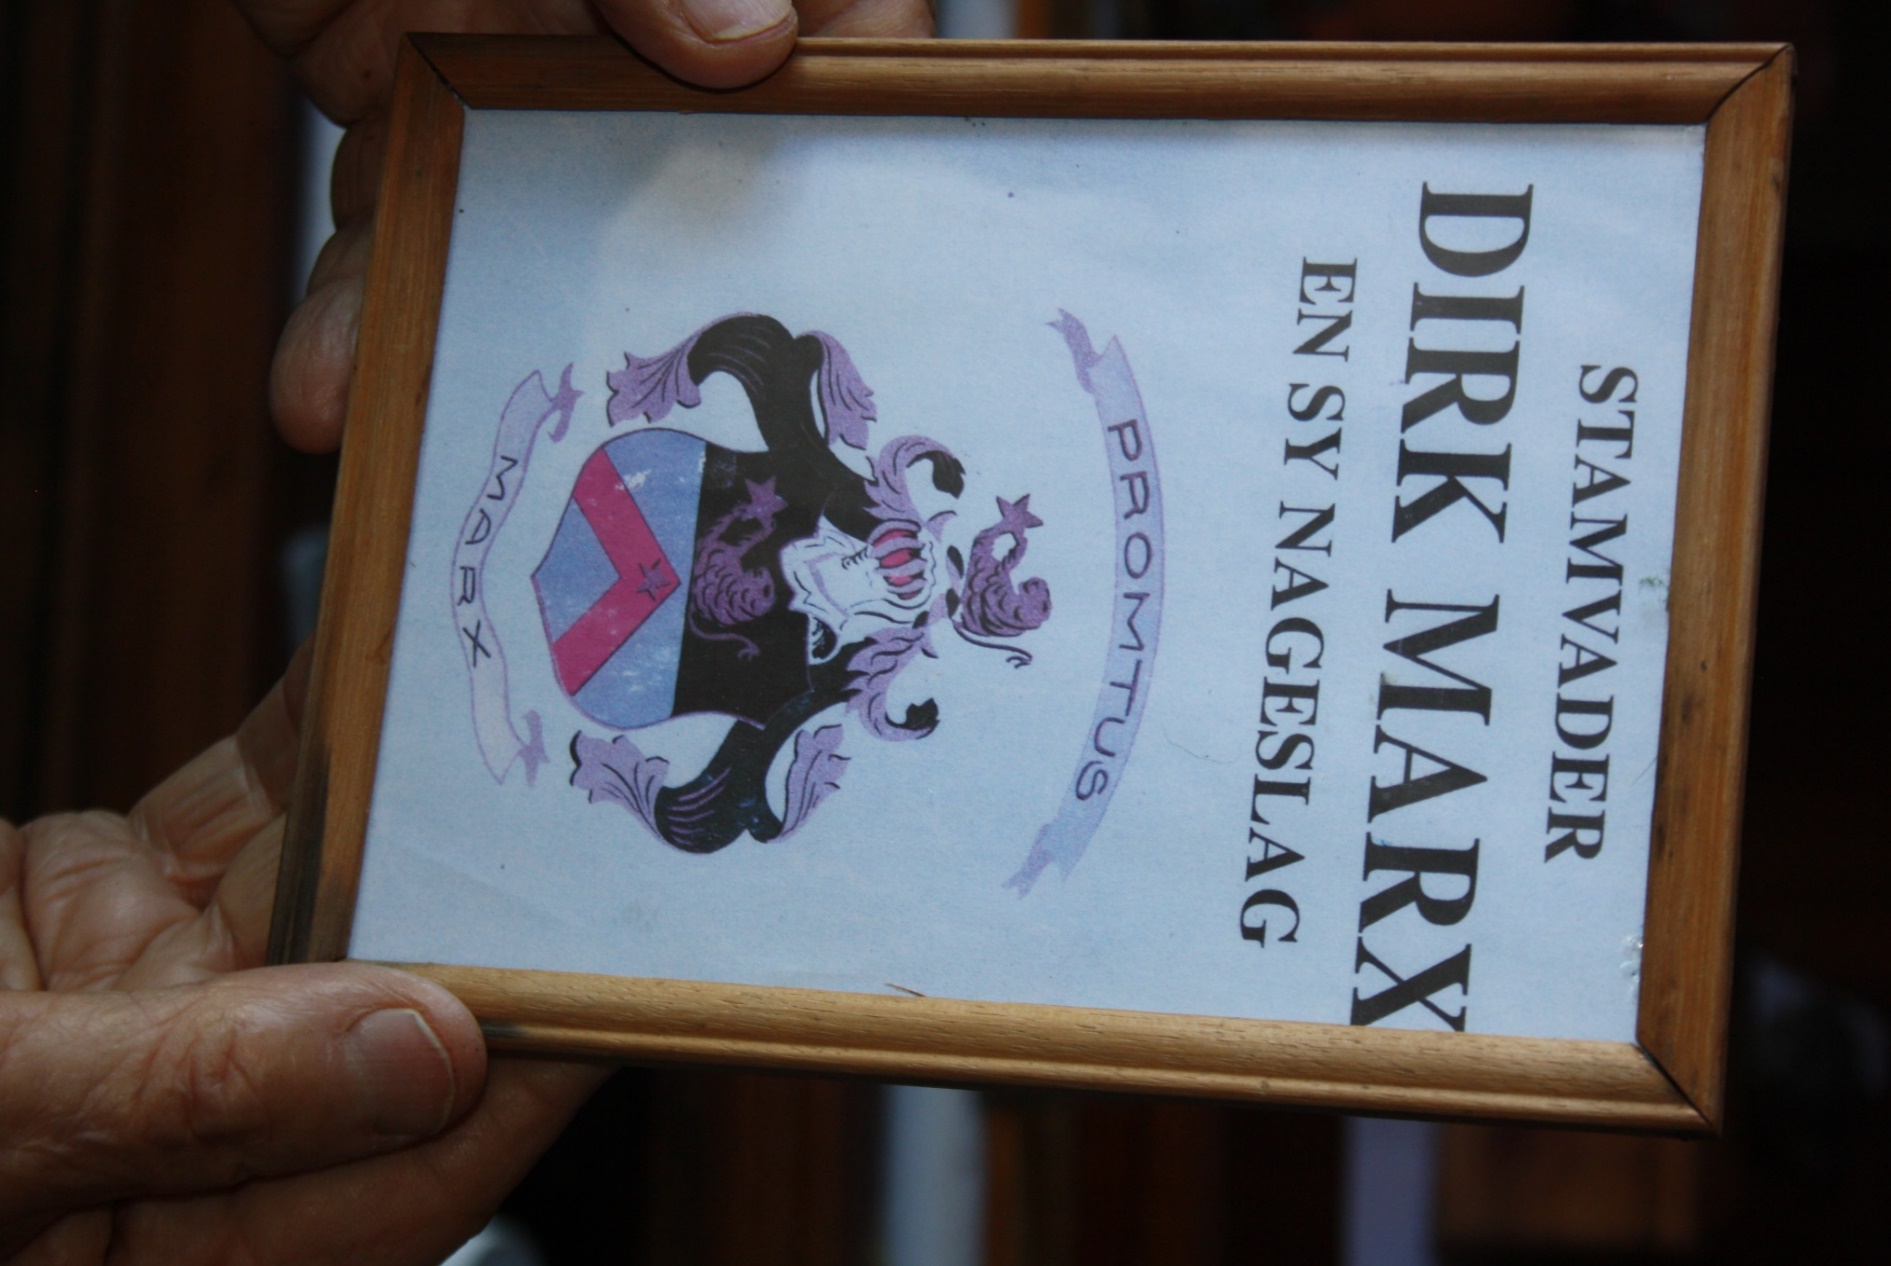 STAMVADER
DIRK MARX
EN SY NAGESLAG
PROMTUS
MARX